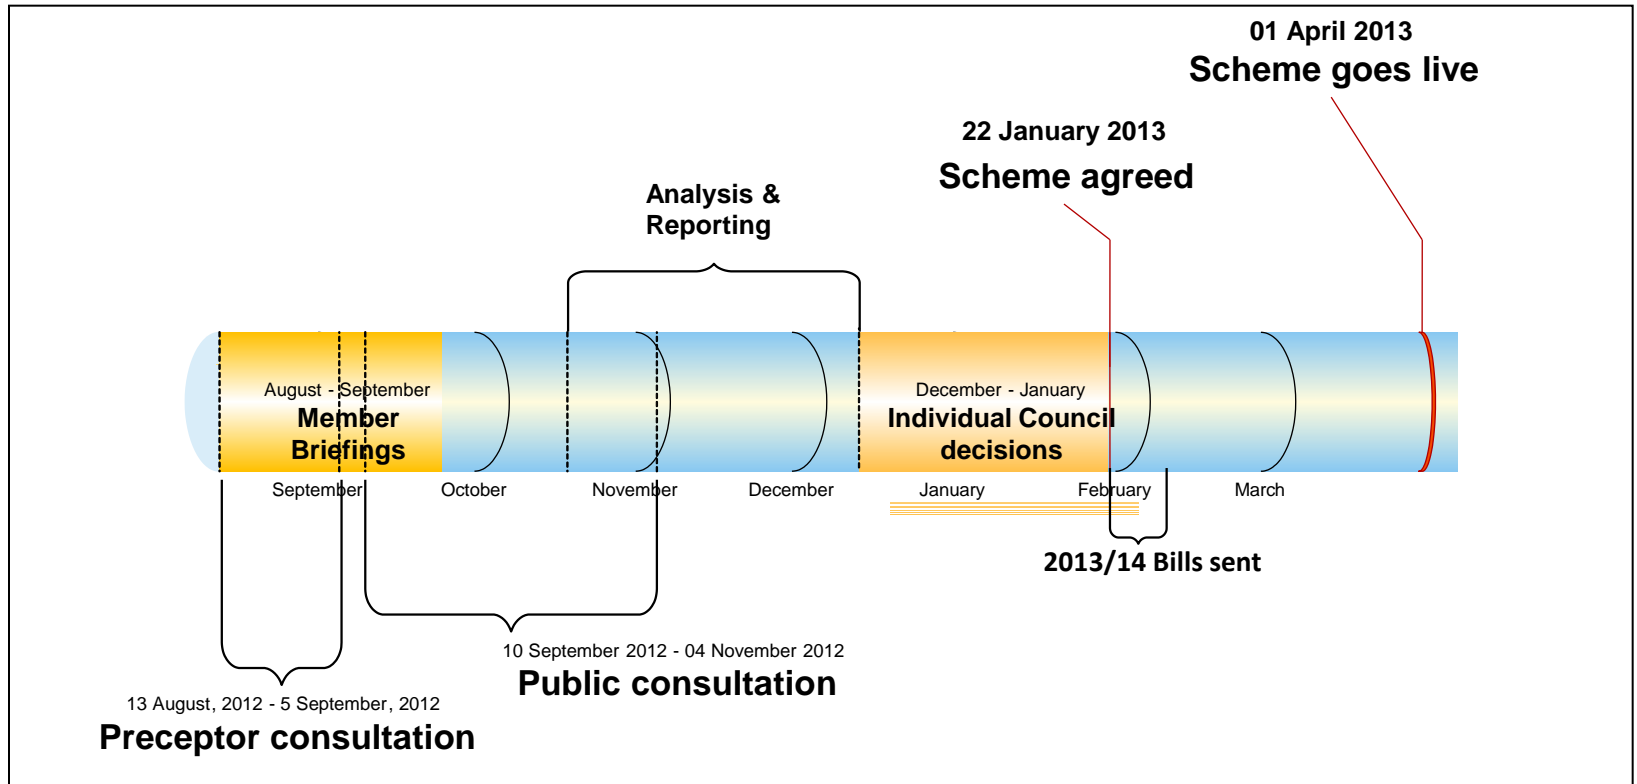 01 April 2013
Scheme goes live
22 January 2013
Scheme agreed
Analysis &
Reporting
August - September
Member
Briefings
December - January
Individual Council
decisions
September
October
November
December
January
February
March
2013/14 Bills sent
10 September 2012 - 04 November 2012
Public consultation
13 August, 2012 - 5 September, 2012
Preceptor consultation